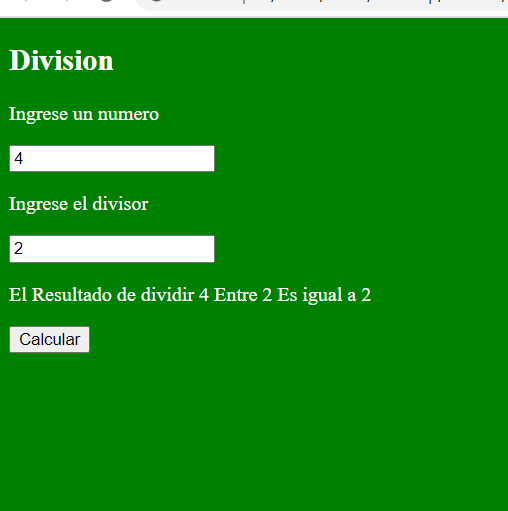 Division
Ingrese un numero
4
Ingrese el divisor
2
El Resultado de dividir 4 Entre 2 Es igual a 2
Calcular